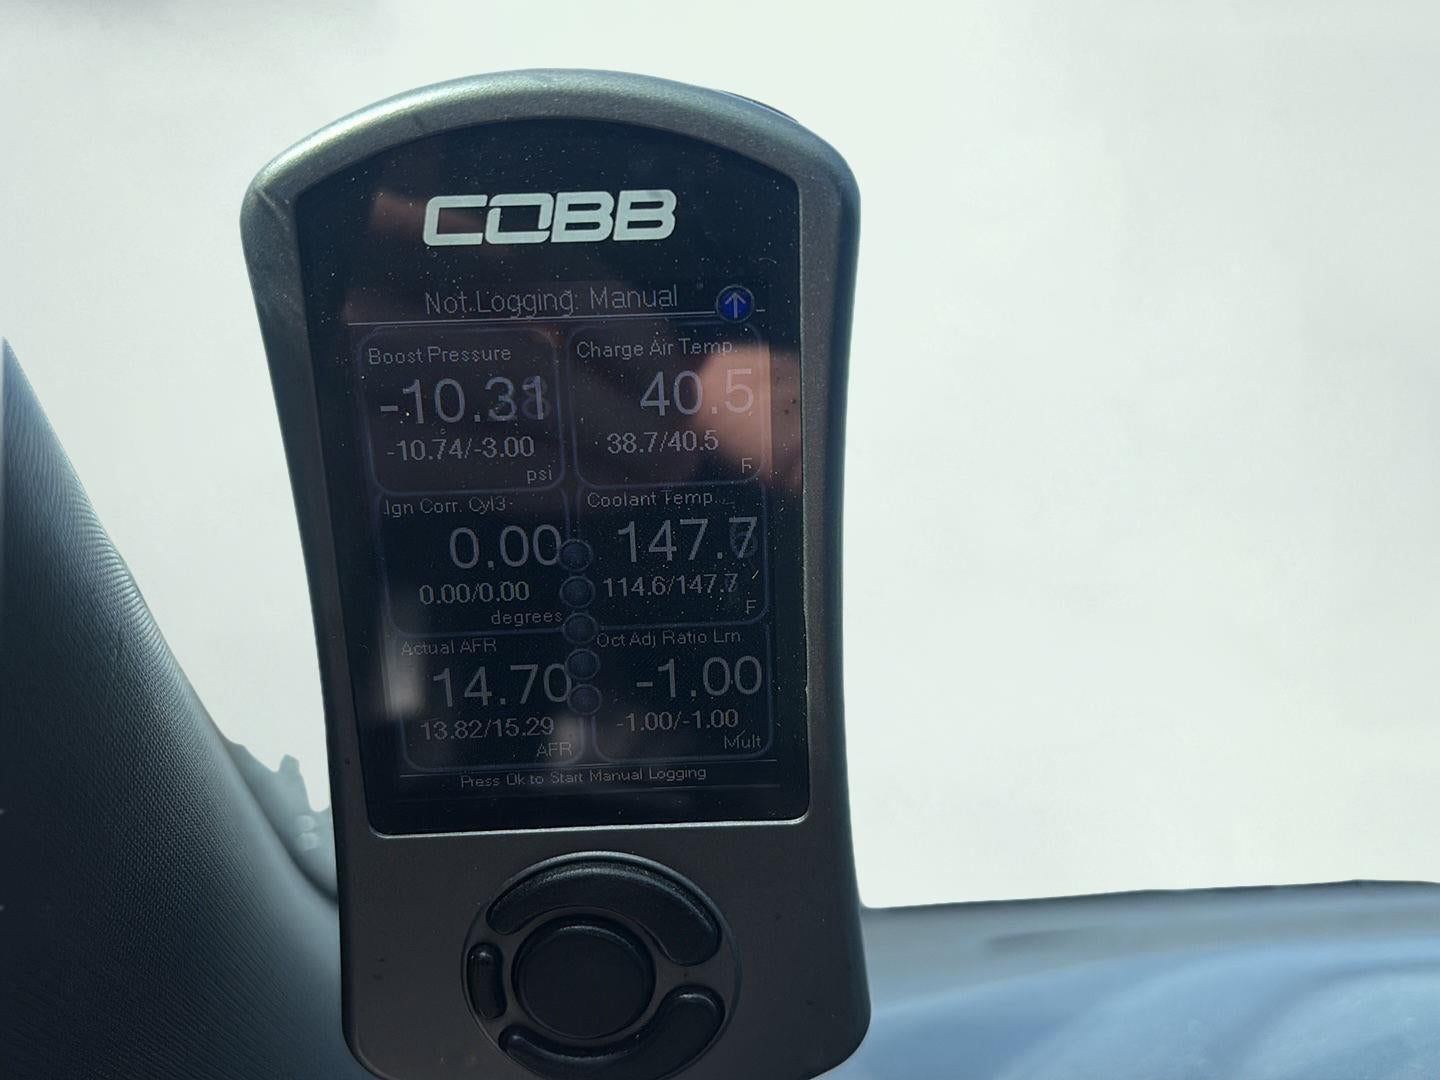 COBB
Not Logging: Manual
Boost Pressure
-10.31
-10.74/-3.00
psi
Charge Air Temp.
40.5
38.7/40.5
F
Ign Corr. Cyl3
0.00
0.00/0.00
degrees
Coolant Temp.
147.7
114.6/147.7
F
Actual AFR
14.70
13.82/15.29
AFR
Oct Adj Ratio Lrn
-1.00
-1.00/-1.00
Mult
Press Ok to Start Manual Logging